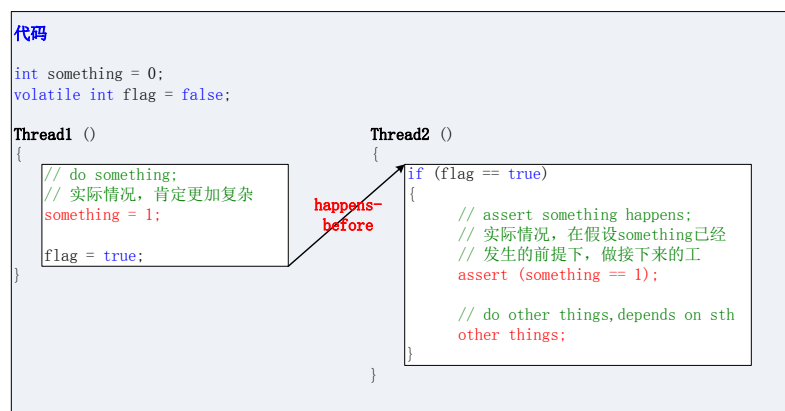 代码
int something = 0;
volatile int flag = false;
Thread1 ()
{
// do something;
// 实际情况，肯定更加复杂
something = 1;
flag = true;
}
happens-
before
Thread2 ()
{
if (flag == true)
{
// assert something happens;
// 实际情况，在假设something已经
// 发生的前提下，做接下来的工
assert (something == 1);
// do other things,depends on sth
other things;
}
}